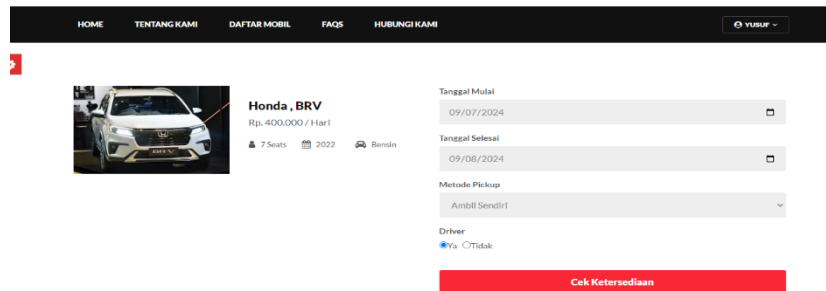 HOME TENTANG KAMI DAFTAR MOBIL FAQS HUBUNGI KAMI YUSUF
Honda , BRV
Rp. 400.000 / Hari
7 Seats 2022 Bensin
BRV
Tanggal Mulai
09/07/2024
Tanggal Selesai
09/08/2024
Metode Pickup
Ambil Sendiri
Driver
Ya Tidak
Cek Ketersediaan